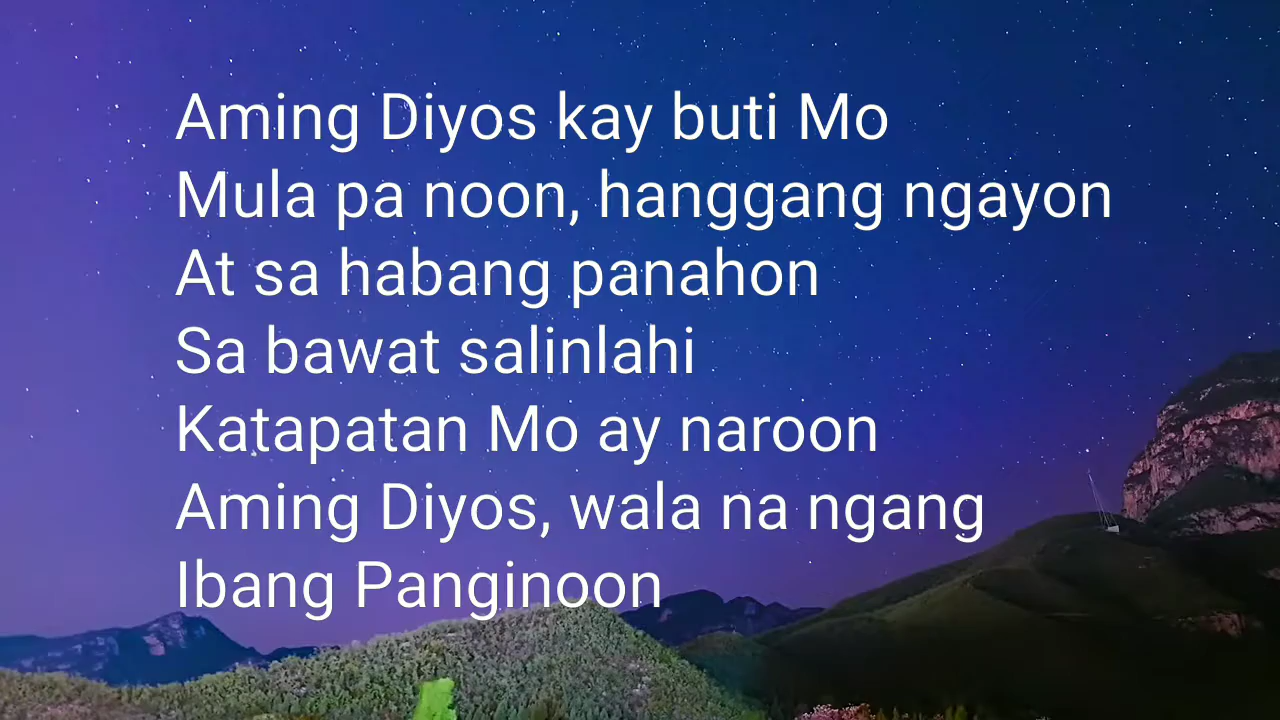 Aming Diyos kay buti Mo
Mula pa noon, hanggang ngayon
At sa habang panahon
Sa bawat salinlahi
Katapatan Mo ay naroon
Aming Diyos, wala na ngang
Ibang Panginoon